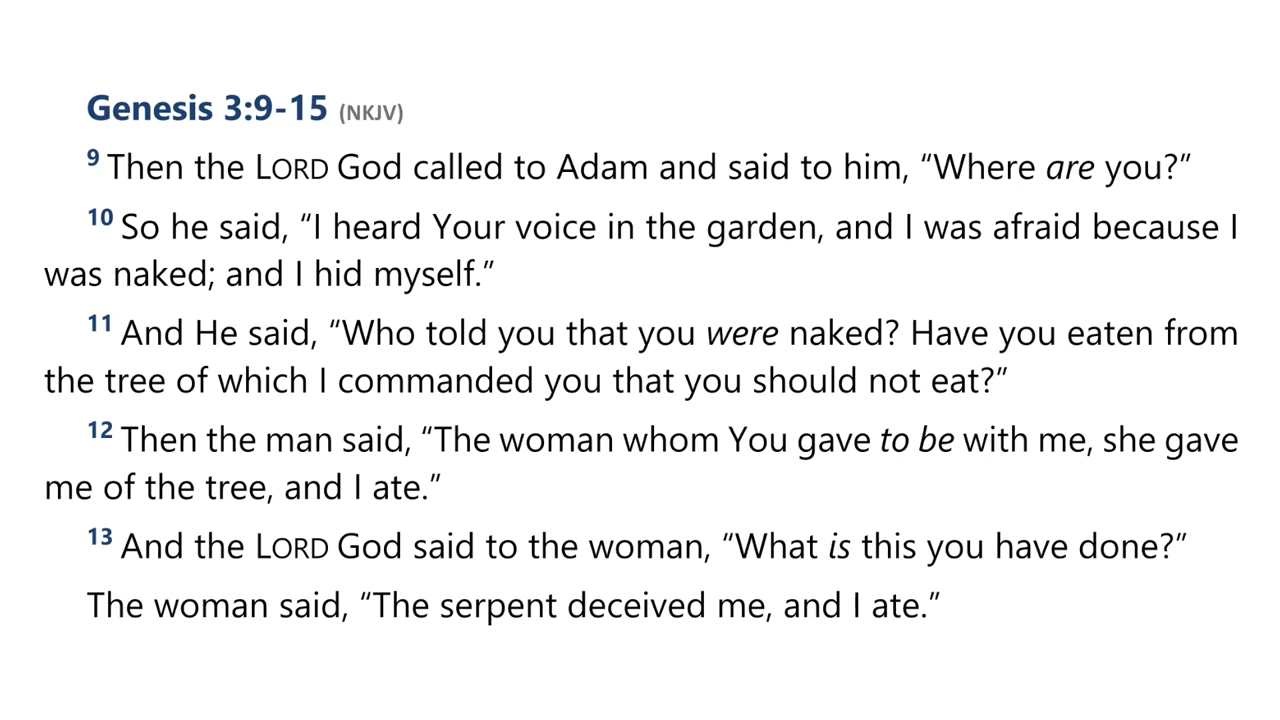 Genesis 3:9-15 (NKJV)
9 Then the LORD God called to Adam and said to him, “Where are you?”
10 So he said, “I heard Your voice in the garden, and I was afraid because I
was naked; and I hid myself.”
11 And He said, “Who told you that you were naked? Have you eaten from
the tree of which I commanded you that you should not eat?”
12 Then the man said, “The woman whom You gave to be with me, she gave
me of the tree, and I ate.”
13 And the LORD God said to the woman, “What is this you have done?”
The woman said, “The serpent deceived me, and I ate.”